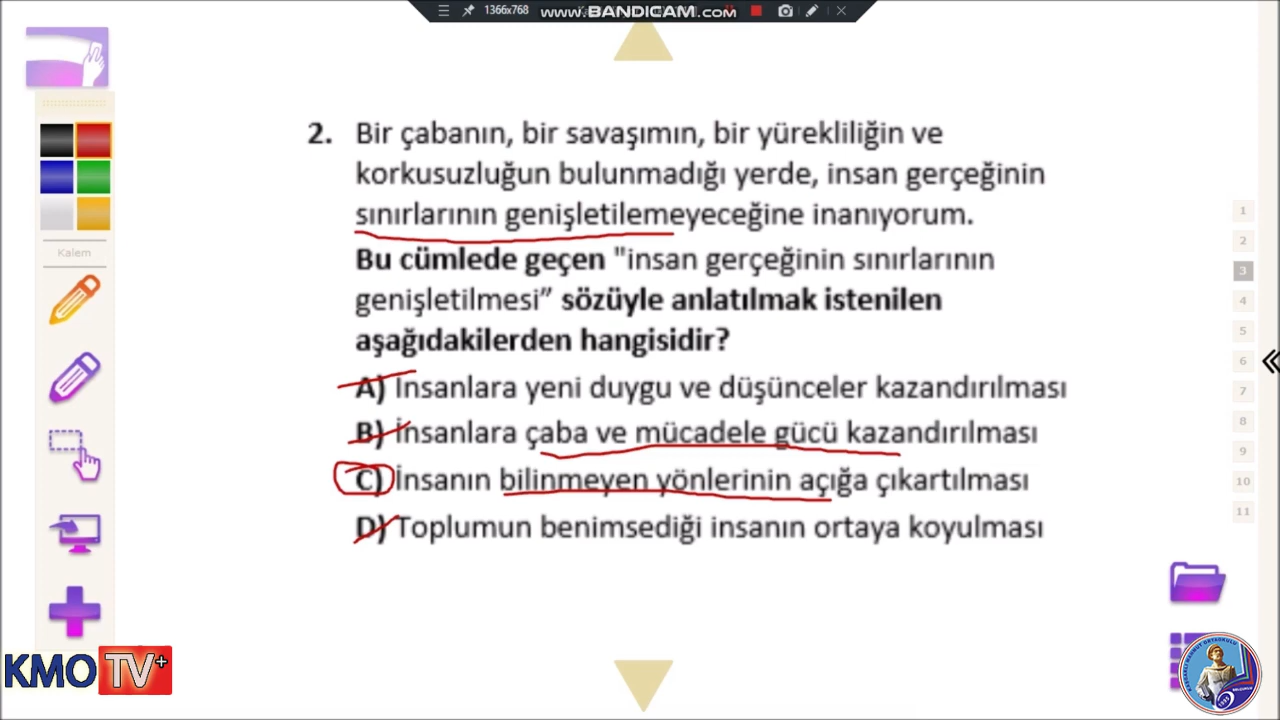 1366x768 www.BANDICAM.com
Kalem
2. Bir çabanın, bir savaşımın, bir yürekliliğin ve
korkusuzluğun bulunmadığı yerde, insan gerçeğinin
sınırlarının genişletilemeyeceğine inanıyorum.
Bu cümlede geçen "insan gerçeğinin sınırlarının
genişletilmesi” sözüyle anlatılmak istenilen
aşağıdakilerden hangisidir?
A) İnsanlara yeni duygu ve düşünceler kazandırılması
B) İnsanlara çaba ve mücadele gücü kazandırılması
C) İnsanın bilinmeyen yönlerinin açığa çıkartılması
D) Toplumun benimsediği insanın ortaya koyulması
1
2
3
4
5
6
7
8
9
10
11
KMO TV+